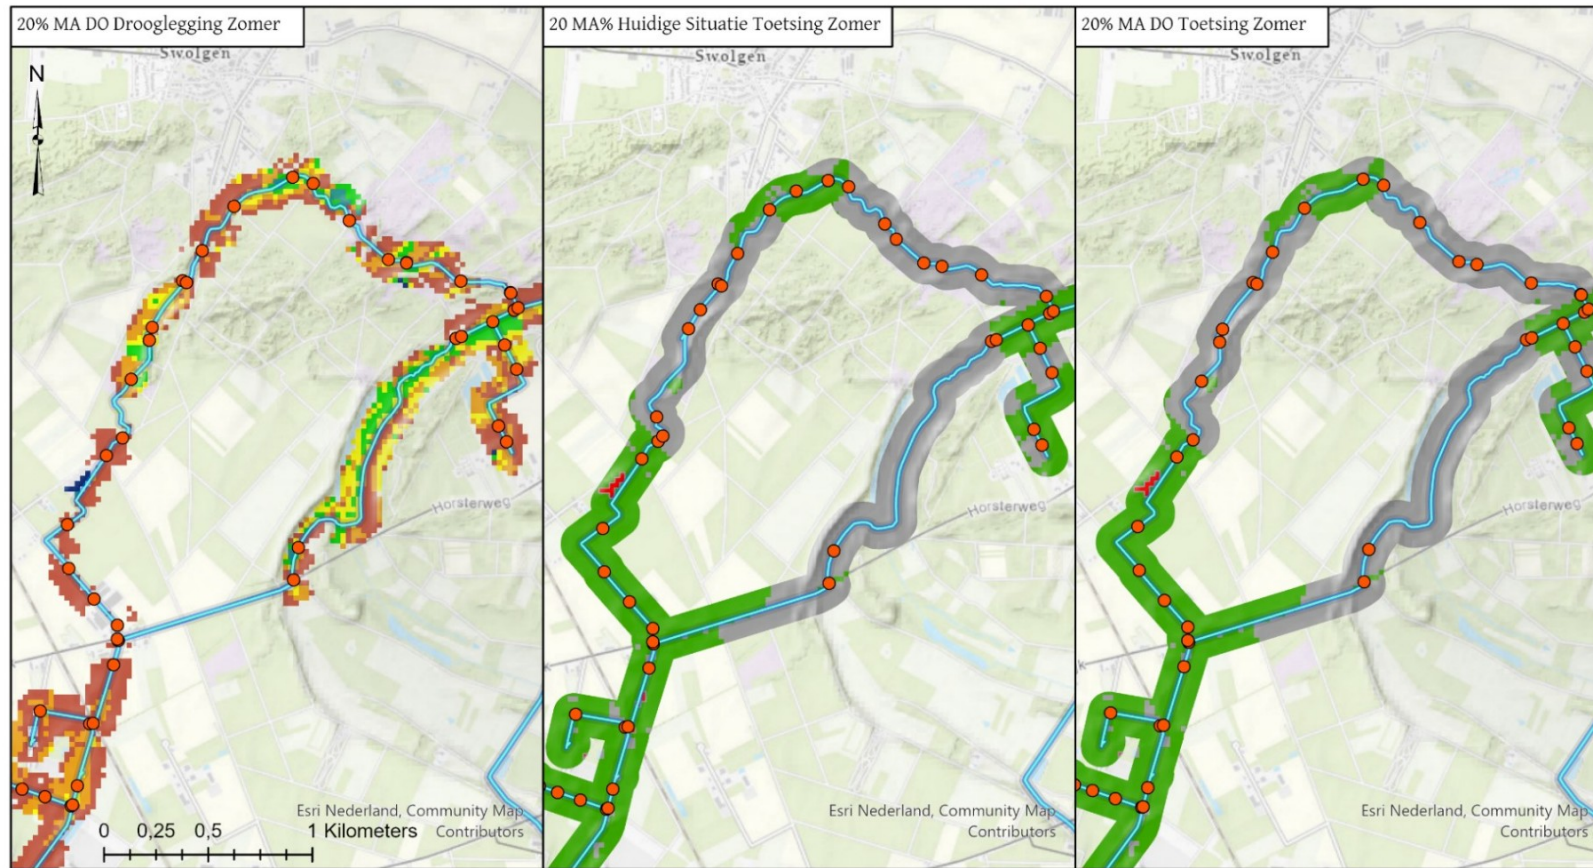 20% MA DO Drooglegging Zomer
Swolgen
N
Horsterweg
Esri Nederland, Community Map
Contributors
0 0,25 0,5 1 Kilometers
20 MA% Huidige Situatie Toetsing Zomer
Swolgen
Horsterweg
k
Esri Nederland, Community Map
Contributors
20% MA DO Toetsing Zomer
Swolgen
Horsterweg
k
Esri Nederland, Community Map
Contributors